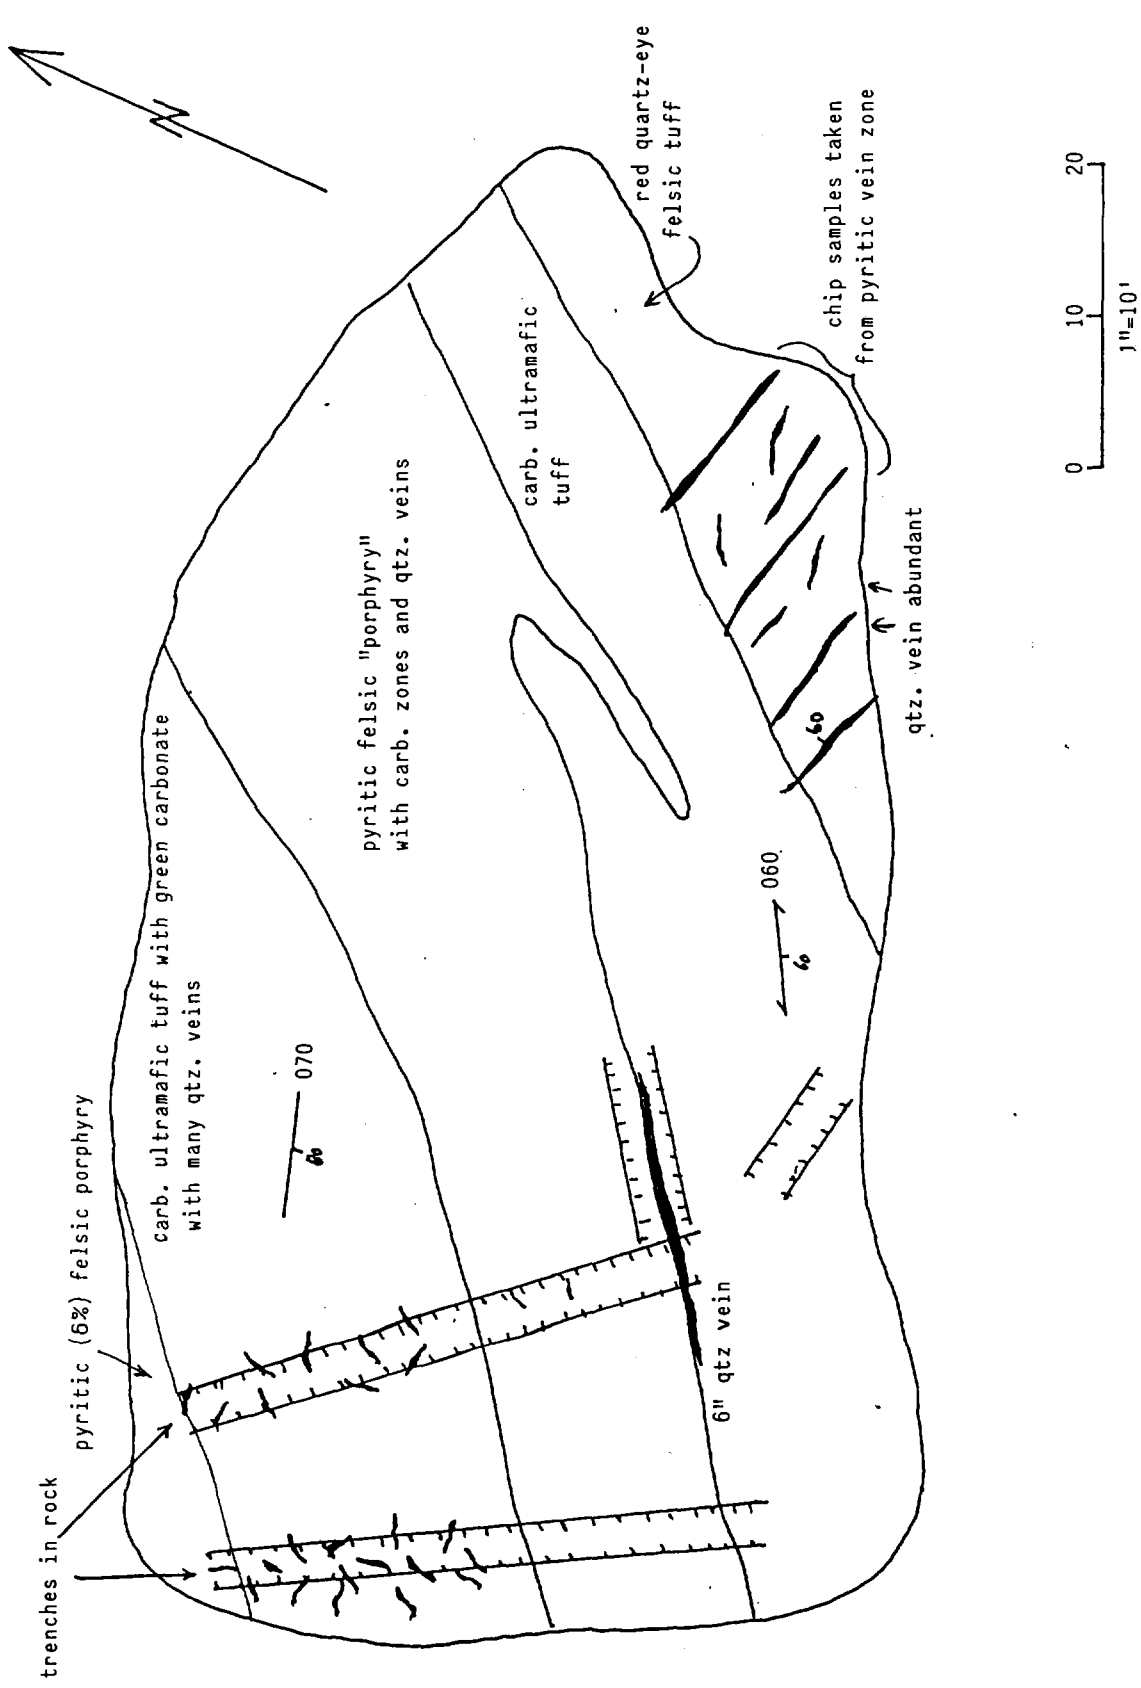 trenches in rock
pyritic (6%) felsic porphyry
carb. ultramafic tuff with green carbonate
with many qtz. veins
070
60
pyritic felsic "porphyry"
with carb. zones and qtz. veins
carb. ultramafic
tuff
red quartz-eye
felsic tuff
chip samples taken
from pyritic vein zone
6" qtz vein
060
60
60
qtz. vein abundant
0 10 20
1"=10'
N